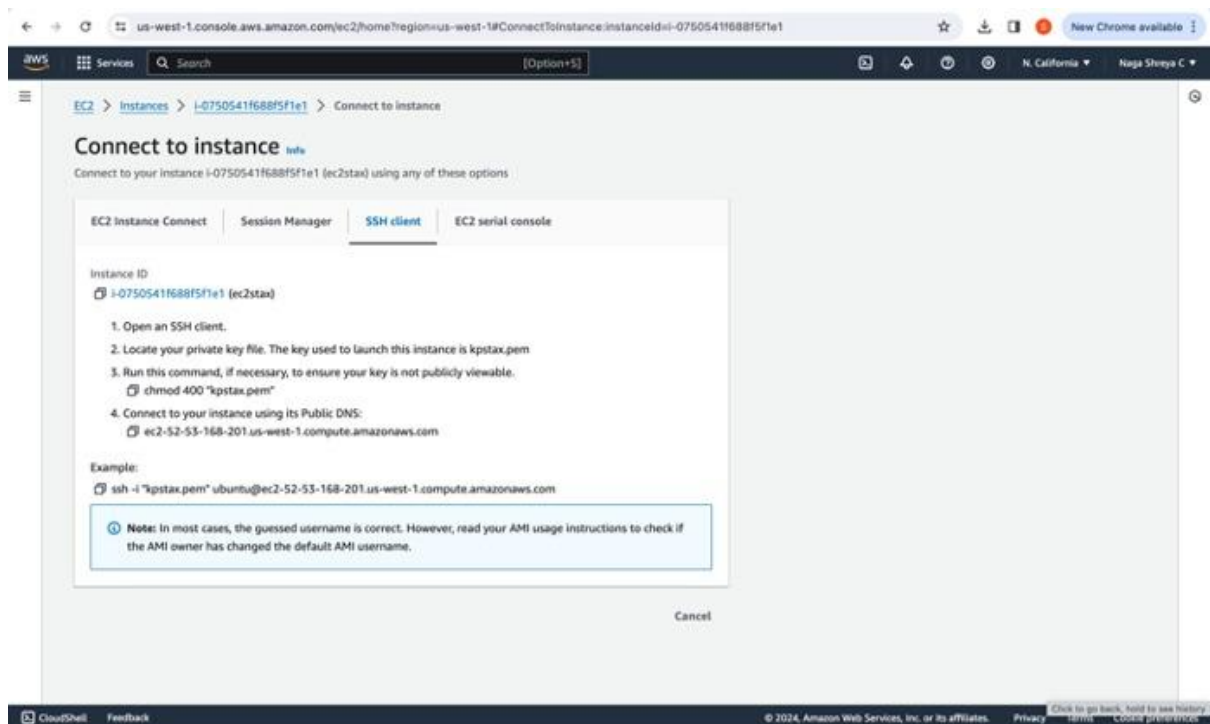 us-west-1.console.aws.amazon.com/ec2/home?region=us-west-1#ConnectToInstance:instanceId=i-0750541f688f5f1e1
New Chrome available
aws
Services
Search
[Option+S]
N. California
Naga Shreya C
EC2 > Instances > i-0750541f688f5f1e1 > Connect to instance
Connect to instance Info
Connect to your instance i-0750541f688f5f1e1 (ec2stax) using any of these options
EC2 Instance Connect
Session Manager
SSH client
EC2 serial console
Instance ID
i-0750541f688f5f1e1 (ec2stax)
1. Open an SSH client.
2. Locate your private key file. The key used to launch this instance is kpstax.pem
3. Run this command, if necessary, to ensure your key is not publicly viewable.
chmod 400 "kpstax.pem"
4. Connect to your instance using its Public DNS:
ec2-52-53-168-201.us-west-1.compute.amazonaws.com
Example:
ssh -i "kpstax.pem" ubuntu@ec2-52-53-168-201.us-west-1.compute.amazonaws.com
Note: In most cases, the guessed username is correct. However, read your AMI usage instructions to check if
the AMI owner has changed the default AMI username.
Cancel
Click to go back, hold to see history
CloudShell
Feedback
© 2024, Amazon Web Services, Inc. or its affiliates.
Privacy
Terms
Cookie preferences